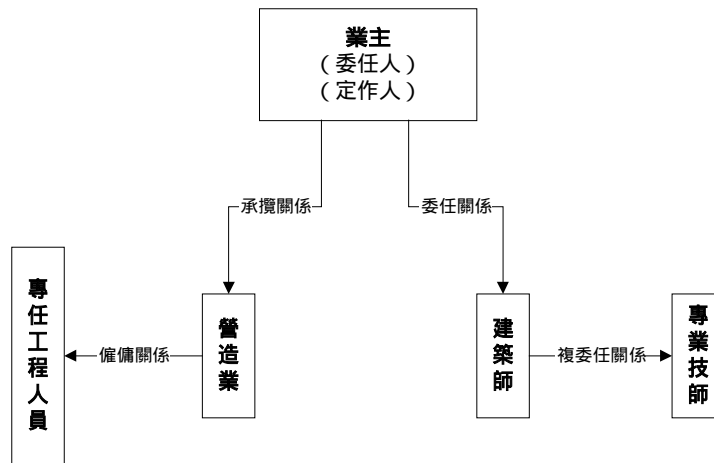 業主
（委任人）
（定作人）
承攬關係
委任關係
專任工程人員
僱傭關係
營造業
建築師
複委任關係
專業技師